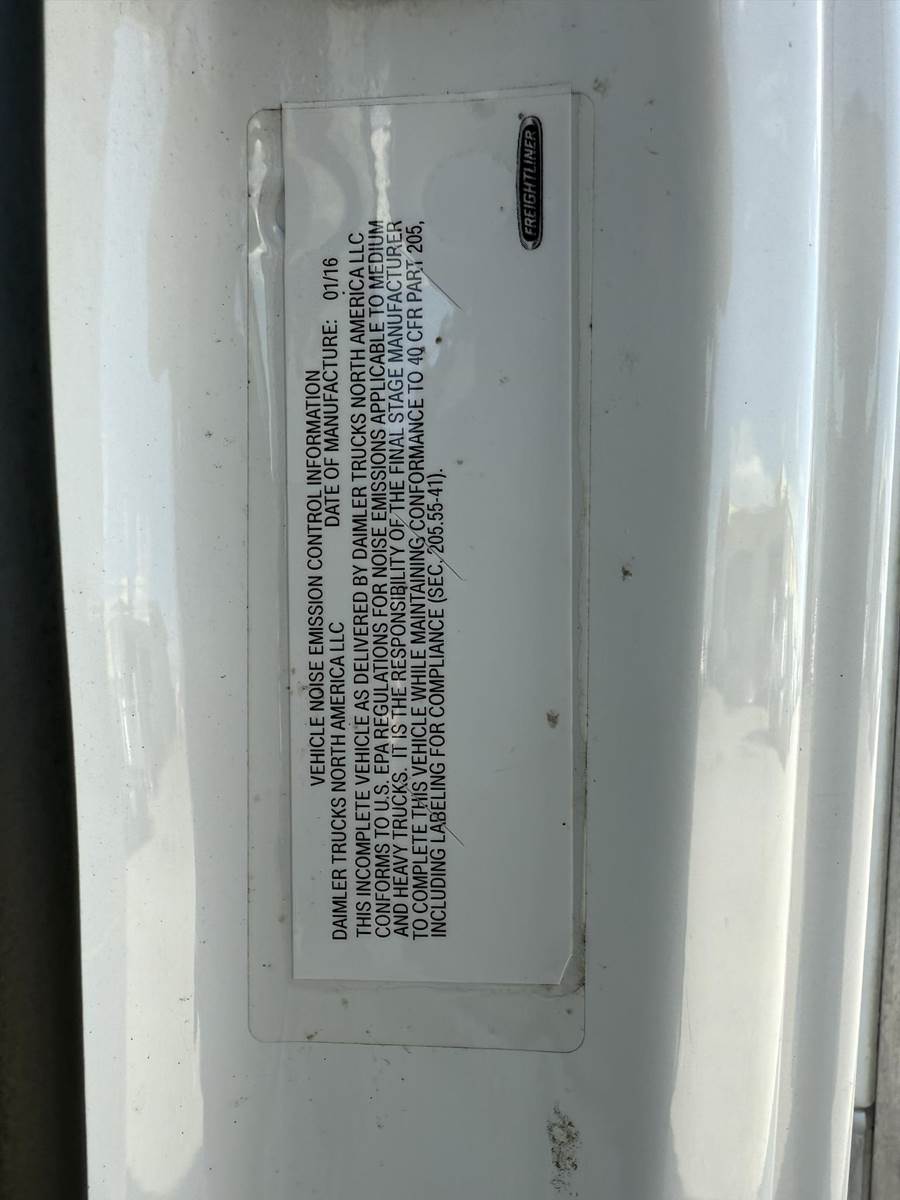 VEHICLE NOISE EMISSION CONTROL INFORMATION
DAIMLER TRUCKS NORTH AMERICA LLC DATE OF MANUFACTURE: 01/16
THIS INCOMPLETE VEHICLE AS DELIVERED BY DAIMLER TRUCKS NORTH AMERICA LLC
CONFORMS TO U.S. EPA REGULATIONS FOR NOISE EMISSIONS APPLICABLE TO MEDIUM
AND HEAVY TRUCKS. IT IS THE RESPONSIBILITY OF THE FINAL STAGE MANUFACTURER
TO COMPLETE THIS VEHICLE WHILE MAINTAINING CONFORMANCE TO 40 CFR PART 205,
INCLUDING LABELING FOR COMPLIANCE (SEC. 205.55-41).
FREIGHTLINER®